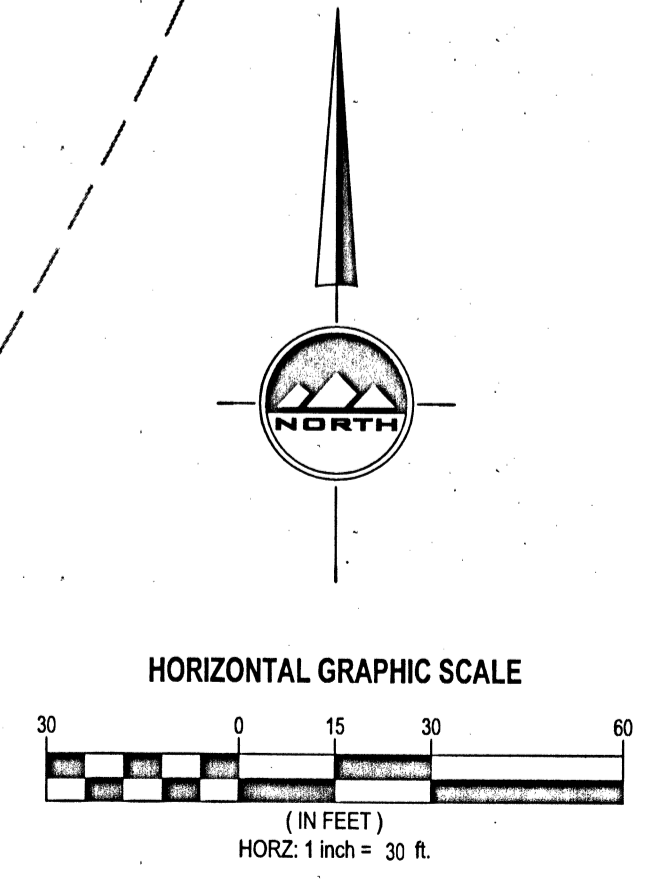 NORTH
HORIZONTAL GRAPHIC SCALE
30 0 15 30 60
( IN FEET )
HORZ: 1 inch = 30 ft.